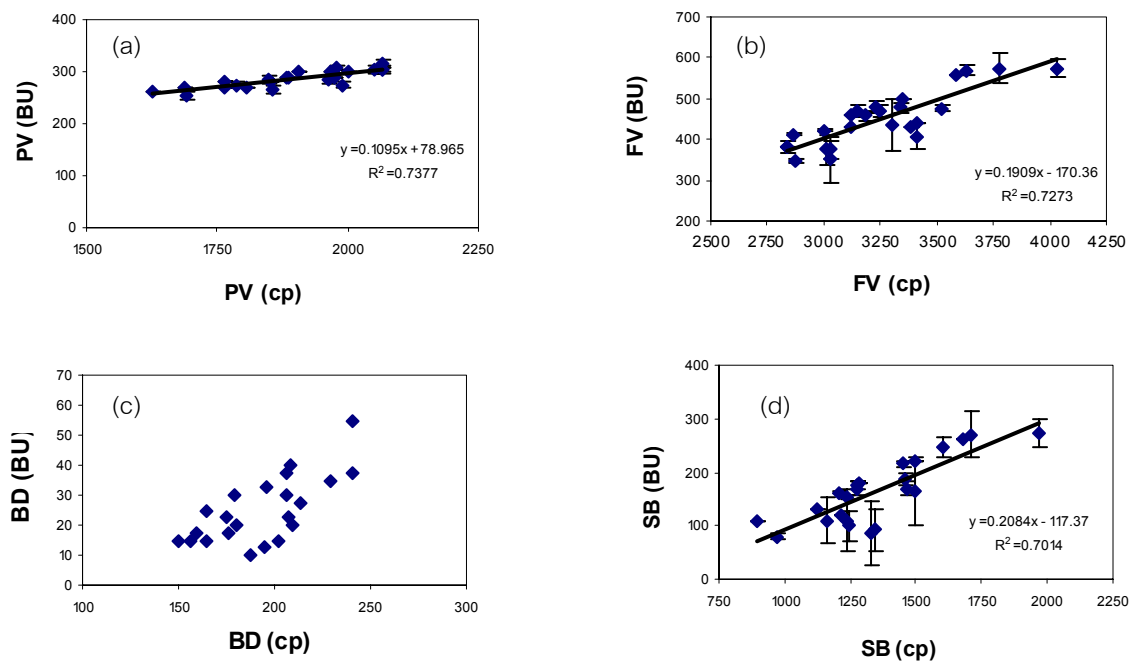 (a)
PV (BU)
400
300
200
100
0
y = 0.1095x + 78.965
R² = 0.7377
1500 1750 2000 2250
PV (cp)
(b)
FV (BU)
700
600
500
400
300
200
y = 0.1909x - 170.36
R² = 0.7273
2500 2750 3000 3250 3500 3750 4000 4250
FV (cp)
(c)
BD (BU)
70
60
50
40
30
20
10
0
100 150 200 250 300
BD (cp)
(d)
SB (BU)
400
300
200
100
0
y = 0.2084x - 117.37
R² = 0.7014
750 1000 1250 1500 1750 2000 2250
SB (cp)